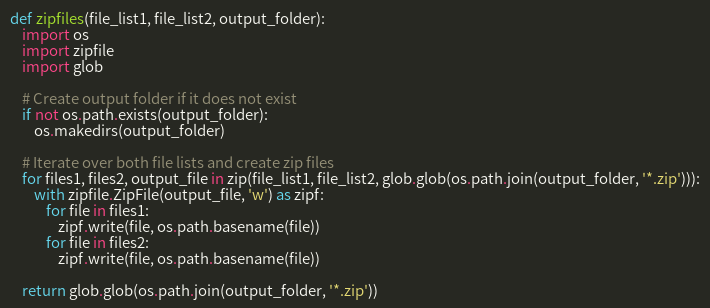 def zipfiles(file_list1, file_list2, output_folder):
    import os
    import zipfile
    import glob

    # Create output folder if it does not exist
    if not os.path.exists(output_folder):
        os.makedirs(output_folder)

    # Iterate over both file lists and create zip files
    for files1, files2, output_file in zip(file_list1, file_list2, glob.glob(os.path.join(output_folder, '*.zip'))):
        with zipfile.ZipFile(output_file, 'w') as zipf:
            for file in files1:
                zipf.write(file, os.path.basename(file))
            for file in files2:
                zipf.write(file, os.path.basename(file))

    return glob.glob(os.path.join(output_folder, '*.zip'))